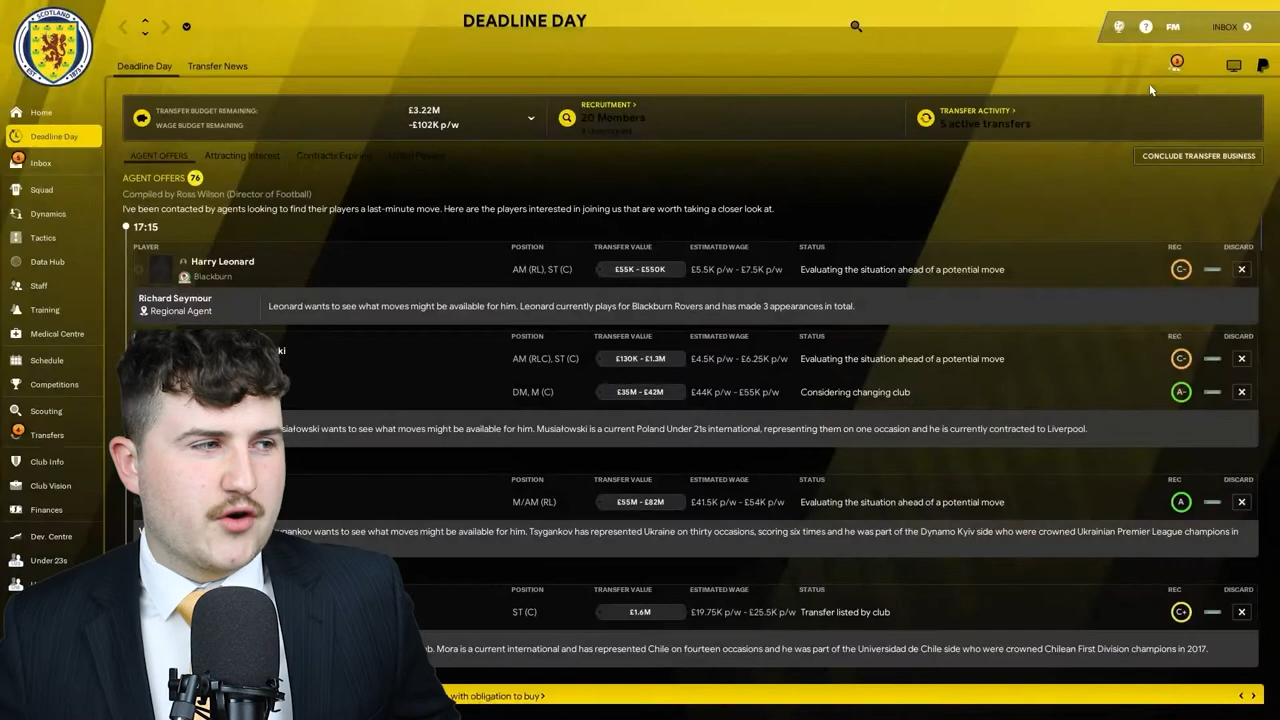 SCOTLAND
EST 1873
DEADLINE DAY
FM
INBOX
Deadline Day
Transfer News
Home
Deadline Day
Inbox
Squad
Dynamics
Tactics
Data Hub
Staff
Training
Medical Centre
Schedule
Competitions
Scouting
Transfers
Club Info
Club Vision
Finances
Dev. Centre
Under 23s
TRANSFER BUDGET REMAINING: £3.22M
WAGE BUDGET REMAINING -£102K p/w
RECRUITMENT >
20 Members
TRANSFER ACTIVITY >
5 active transfers
AGENT OFFERS Attracting Interest Contracts Expiring
CONCLUDE TRANSFER BUSINESS
AGENT OFFERS 76
Compiled by Ross Wilson (Director of Football)
I've been contacted by agents looking to find their players a last-minute move. Here are the players interested in joining us that are worth taking a closer look at.
17:15
PLAYER POSITION TRANSFER VALUE ESTIMATED WAGE STATUS REC DISCARD
Harry Leonard
Blackburn
AM (RL), ST (C) £55K - £550K £5.5K p/w - £7.5K p/w Evaluating the situation ahead of a potential move C-
Richard Seymour
Regional Agent
Leonard wants to see what moves might be available for him. Leonard currently plays for Blackburn Rovers and has made 3 appearances in total.
POSITION TRANSFER VALUE ESTIMATED WAGE STATUS REC DISCARD
ki
AM (RLC), ST (C) £130K - £1.3M £4.5K p/w - £6.25K p/w Evaluating the situation ahead of a potential move C-
DM, M (C) £35M - £42M £44K p/w - £55K p/w Considering changing club A-
usiałowski wants to see what moves might be available for him. Musiałowski is a current Poland Under 21s international, representing them on one occasion and he is currently contracted to Liverpool.
POSITION TRANSFER VALUE ESTIMATED WAGE STATUS REC DISCARD
M/AM (RL) £55M - £82M £41.5K p/w - £54K p/w Evaluating the situation ahead of a potential move A
sygankov wants to see what moves might be available for him. Tsygankov has represented Ukraine on thirty occasions, scoring six times and he was part of the Dynamo Kyiv side who were crowned Ukrainian Premier League champions in
POSITION TRANSFER VALUE ESTIMATED WAGE STATUS REC DISCARD
ST (C) £1.6M £19.75K p/w - £25.5K p/w Transfer listed by club C+
b. Mora is a current international and has represented Chile on fourteen occasions and he was part of the Universidad de Chile side who were crowned Chilean First Division champions in 2017.
with obligation to buy >